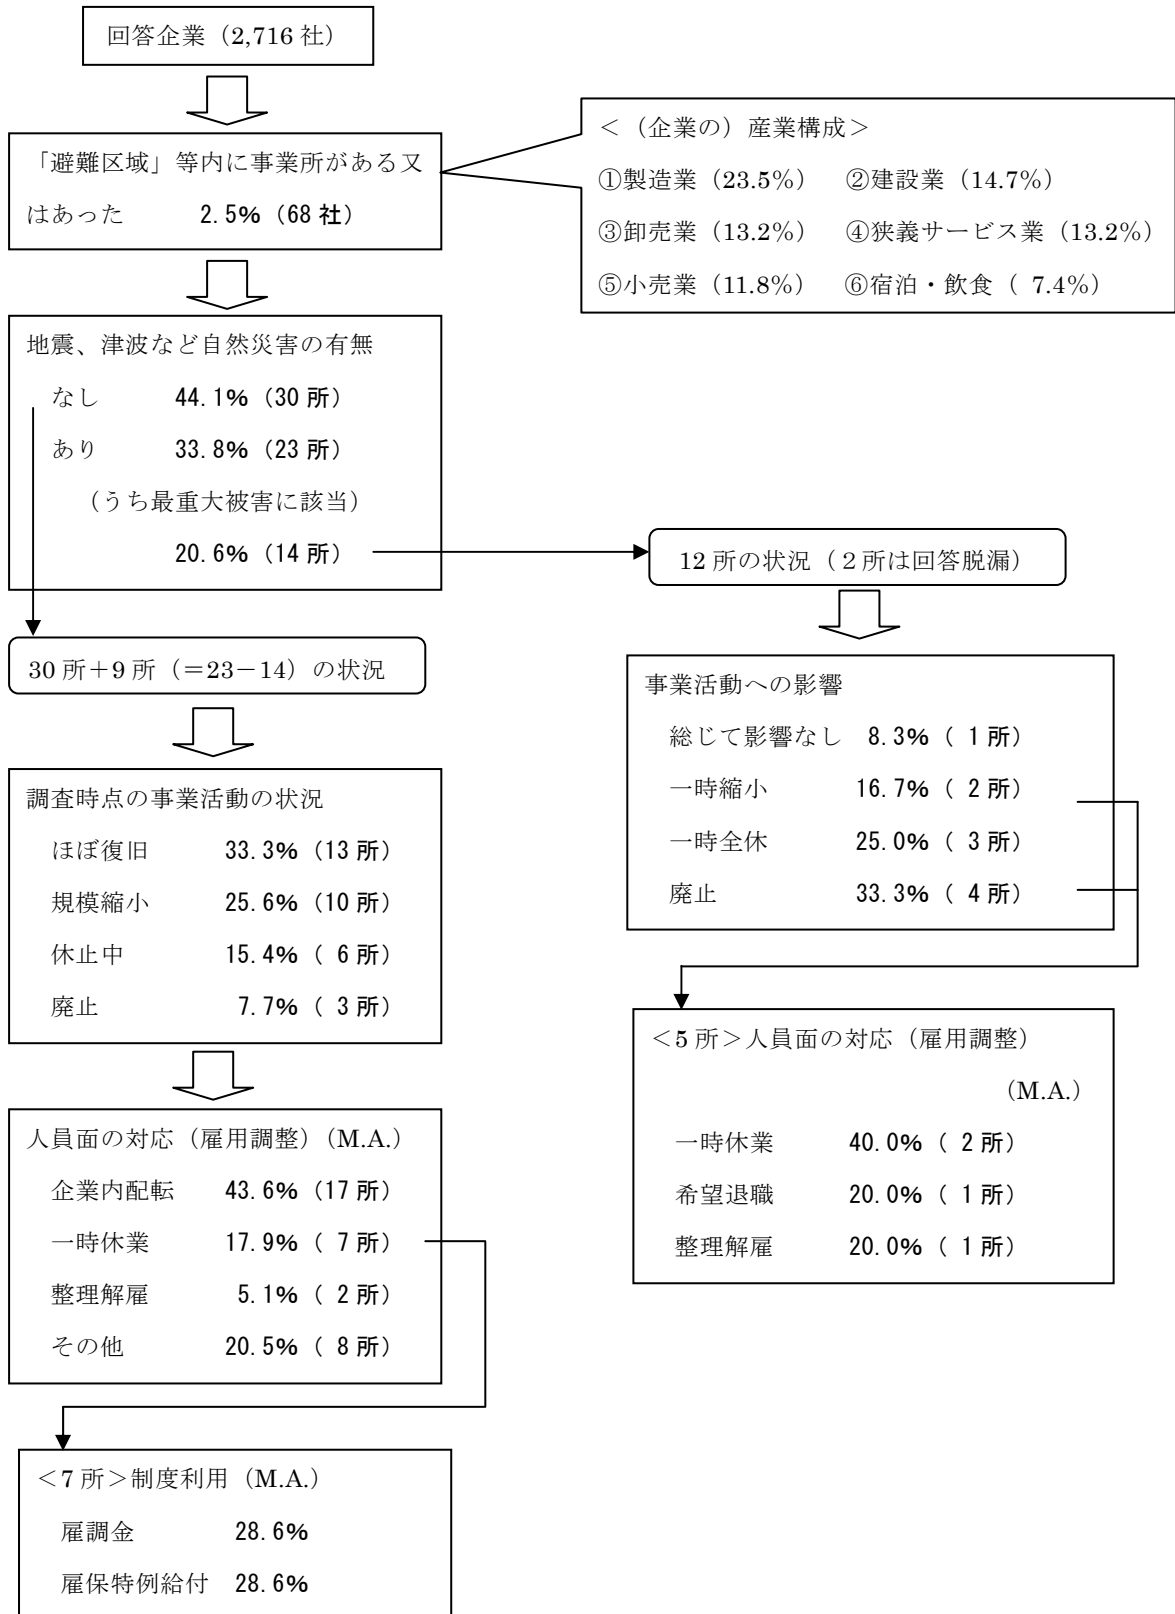 回答企業（2,716 社）
「避難区域」等内に事業所がある又
はあった　2.5%（68 社）
＜（企業の）産業構成＞
①製造業（23.5%）　②建設業（14.7%）
③卸売業（13.2%）　④狭義サービス業（13.2%）
⑤小売業（11.8%）　⑥宿泊・飲食（ 7.4%）
地震、津波など自然災害の有無
なし　44.1%（30 所）
あり　33.8%（23 所）
（うち最重大被害に該当）
20.6%（14 所）
12 所の状況（２所は回答脱漏）
30 所＋9 所（＝23－14）の状況
事業活動への影響
総じて影響なし　8.3%（ 1 所）
一時縮小　16.7%（ 2 所）
一時全休　25.0%（ 3 所）
廃止　33.3%（ 4 所）
調査時点の事業活動の状況
ほぼ復旧　33.3%（13 所）
規模縮小　25.6%（10 所）
休止中　15.4%（ 6 所）
廃止　7.7%（ 3 所）
＜5 所＞人員面の対応（雇用調整）
（M.A.）
一時休業　40.0%（ 2 所）
希望退職　20.0%（ 1 所）
整理解雇　20.0%（ 1 所）
人員面の対応（雇用調整）（M.A.）
企業内配転　43.6%（17 所）
一時休業　17.9%（ 7 所）
整理解雇　5.1%（ 2 所）
その他　20.5%（ 8 所）
＜7 所＞制度利用（M.A.）
雇調金　28.6%
雇保特例給付　28.6%